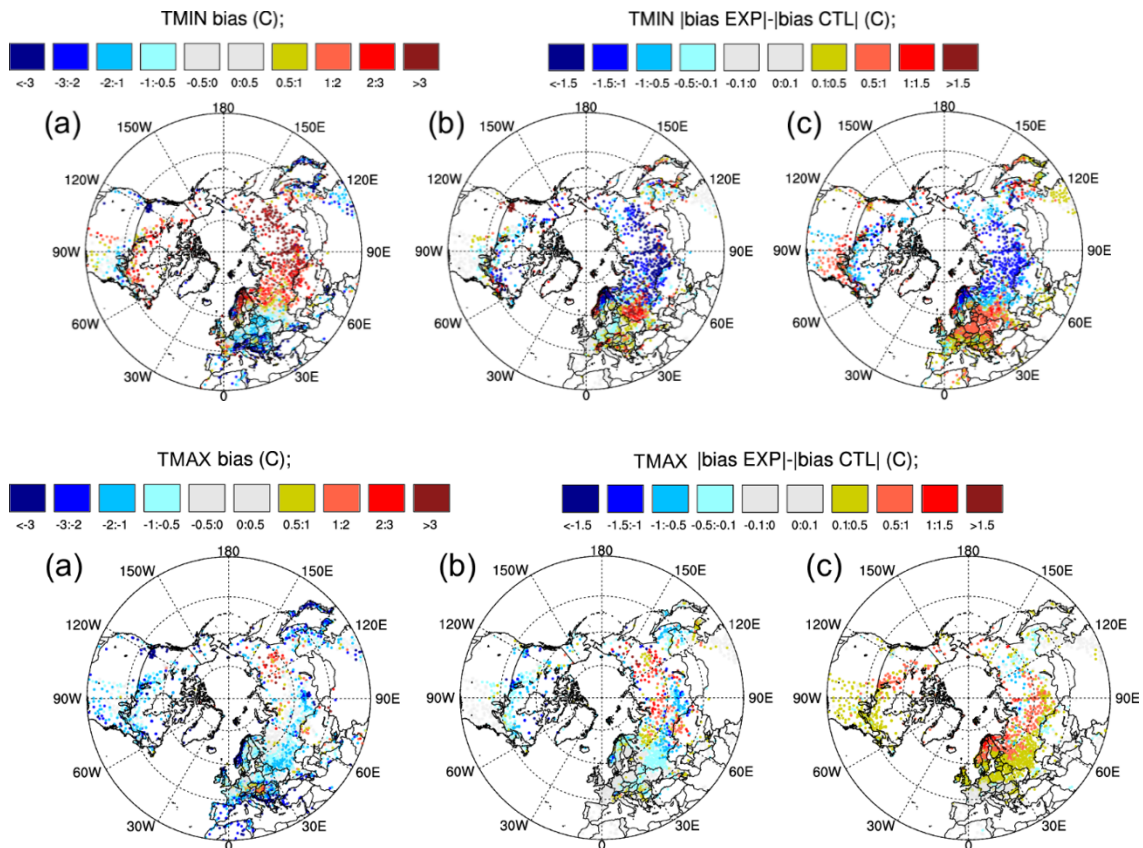 TMIN bias (C);
<-3 -3:-2 -2:-1 -1:-0.5 -0.5:0 0:0.5 0.5:1 1:2 2:3 >3
TMIN |bias EXP|-|bias CTL| (C);
<-1.5 -1.5:-1 -1:-0.5 -0.5:-0.1 -0.1:0 0:0.1 0.1:0.5 0.5:1 1:1.5 >1.5
(a)
180
150W
150E
120W
120E
90W
90E
60W
60E
30W
30E
0
(b)
180
150W
150E
120W
120E
90W
90E
60W
60E
30W
30E
0
(c)
180
150W
150E
120W
120E
90W
90E
60W
60E
30W
30E
0
TMAX bias (C);
<-3 -3:-2 -2:-1 -1:-0.5 -0.5:0 0:0.5 0.5:1 1:2 2:3 >3
TMAX |bias EXP|-|bias CTL| (C);
<-1.5 -1.5:-1 -1:-0.5 -0.5:-0.1 -0.1:0 0:0.1 0.1:0.5 0.5:1 1:1.5 >1.5
(a)
180
150W
150E
120W
120E
90W
90E
60W
60E
30W
30E
0
(b)
180
150W
150E
120W
120E
90W
90E
60W
60E
30W
30E
0
(c)
180
150W
150E
120W
120E
90W
90E
60W
60E
30W
30E
0